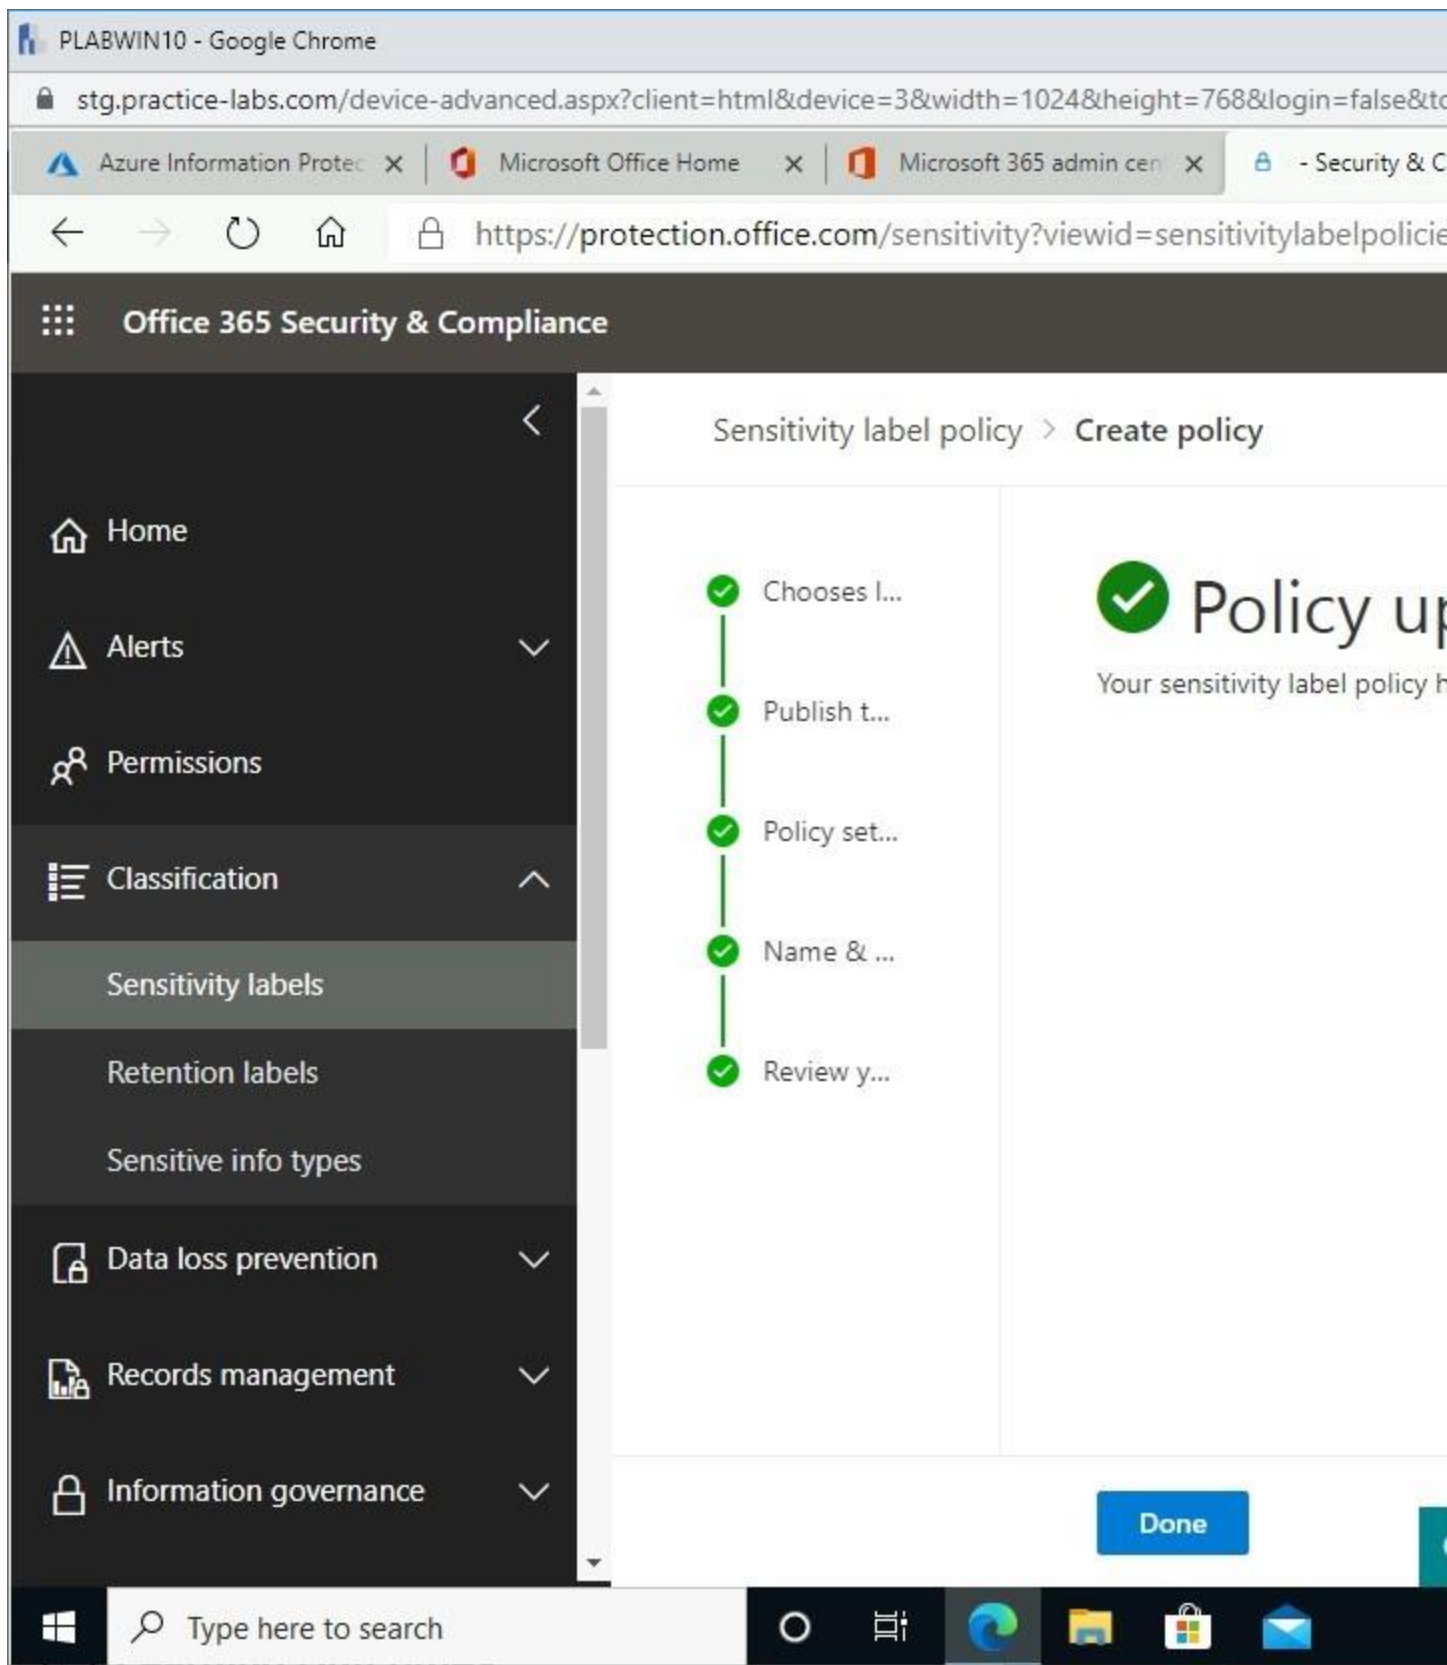 PLABWIN10 - Google Chrome
stg.practice-labs.com/device-advanced.aspx?client=html&device=3&width=1024&height=768&login=false&to
Azure Information Protec
Microsoft Office Home
Microsoft 365 admin cen
- Security & C
https://protection.office.com/sensitivity?viewid=sensitivitylabelpolicie
Office 365 Security & Compliance
Sensitivity label policy > Create policy
Home
Alerts
Permissions
Classification
Sensitivity labels
Retention labels
Sensitive info types
Data loss prevention
Records management
Information governance
Chooses l...
Publish t...
Policy set...
Name & ...
Review y...
Policy up
Your sensitivity label policy h
Done
Type here to search